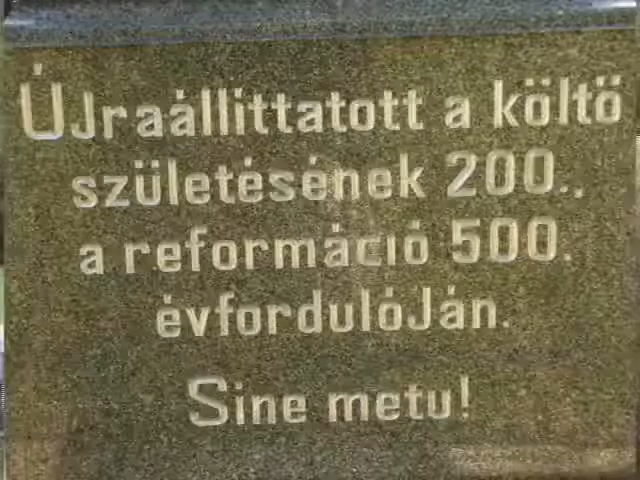 Újraállittatott a költő
születésének 200.,
a reformáció 500.
évfordulóján.
Sine metu!